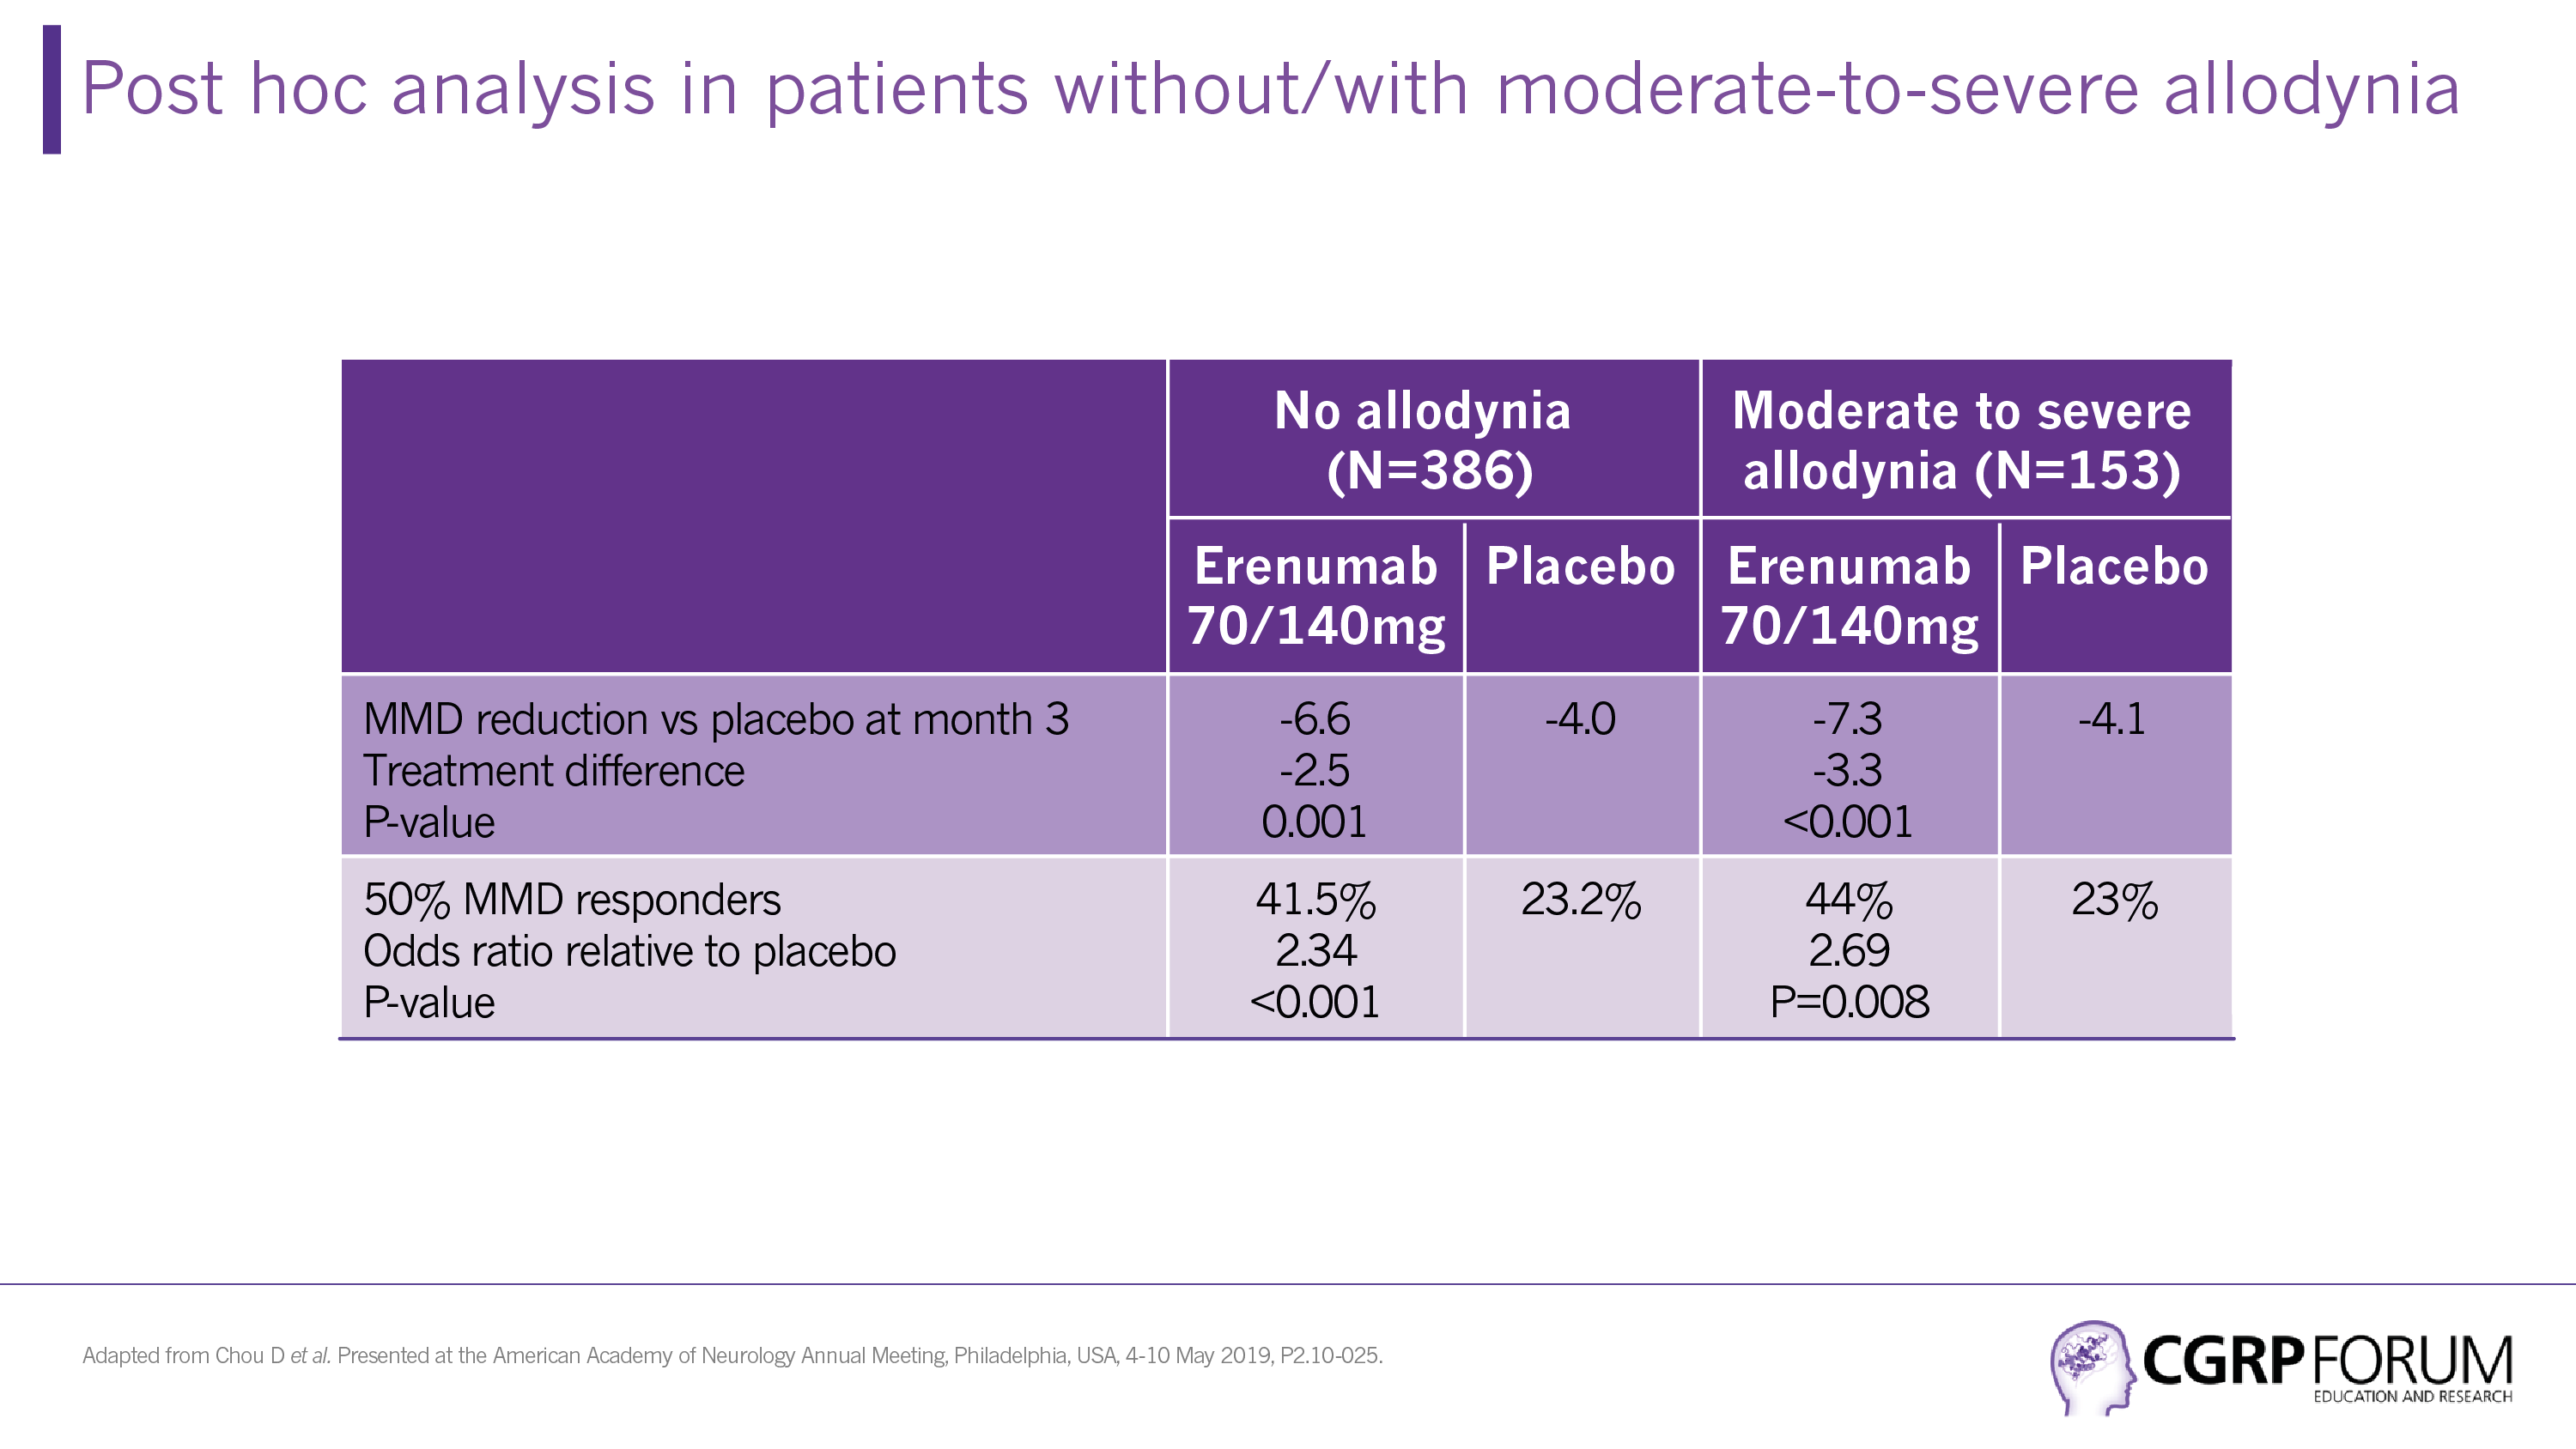 Post hoc analysis in patients without/with moderate-to-severe allodynia
No allodynia
(N=386)
Moderate to severe
allodynia (N=153)
Erenumab
70/140mg
Placebo
Erenumab
70/140mg
Placebo
MMD reduction vs placebo at month 3 -6.6 -4.0 -7.3 -4.1
Treatment difference -2.5 -3.3
P-value 0.001 <0.001
50% MMD responders 41.5% 23.2% 44% 23%
Odds ratio relative to placebo 2.34 2.69
P-value <0.001 P=0.008
Adapted from Chou D et al. Presented at the American Academy of Neurology Annual Meeting, Philadelphia, USA, 4-10 May 2019, P2.10-025.
CGRP FORUM
EDUCATION AND RESEARCH